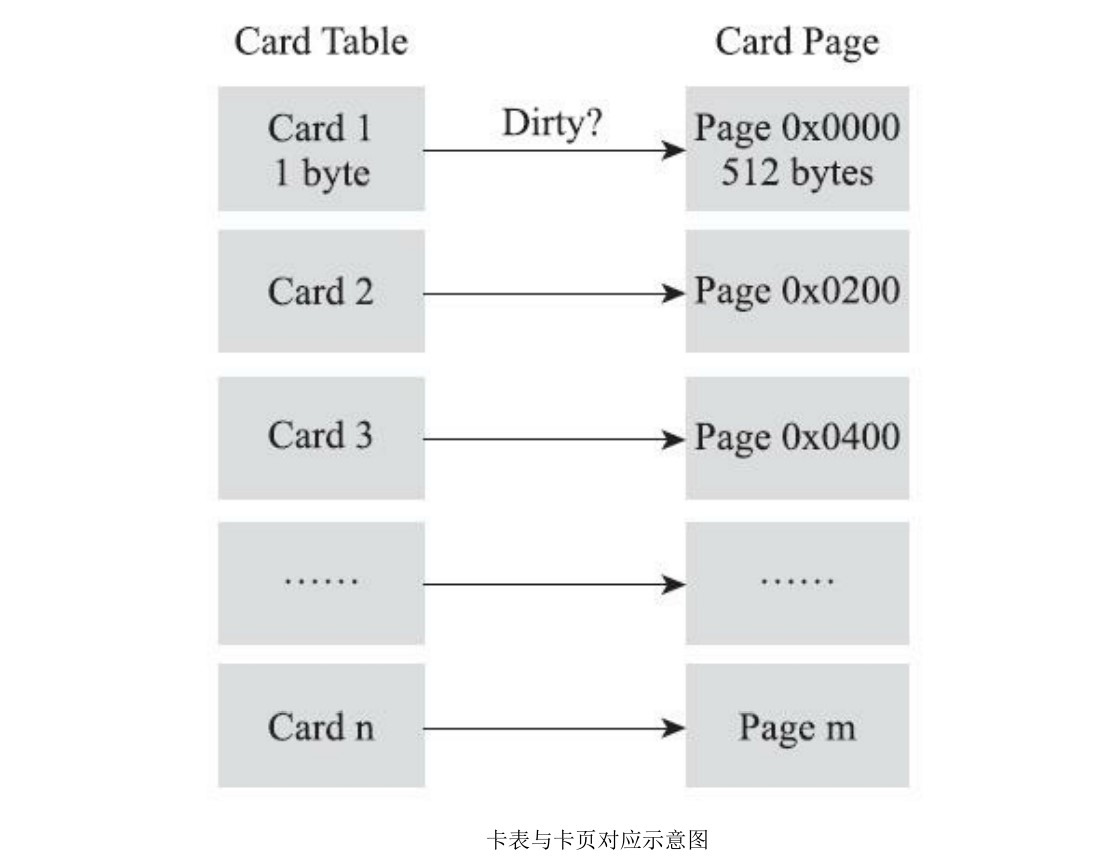 Card Table
Card Page
Card 1
1 byte
Dirty?
Page 0x0000
512 bytes
Card 2
Page 0x0200
Card 3
Page 0x0400
······
······
Card n
Page m
卡表与卡页对应示意图